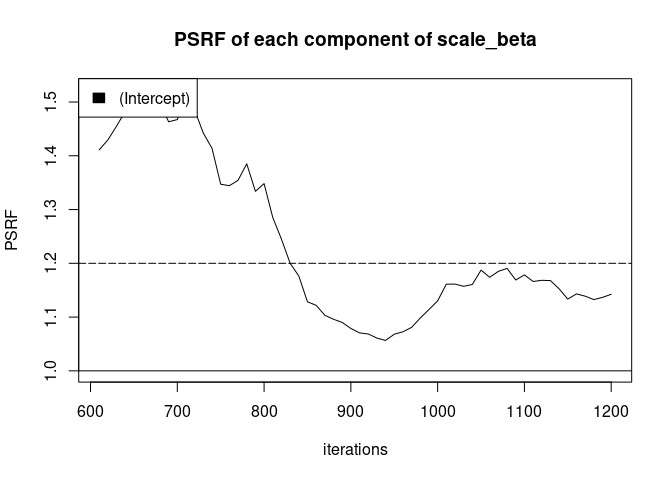 PSRF of each component of scale_beta
(Intercept)
1.5
1.4
1.3
1.2
1.1
1.0
PSRF
600 700 800 900 1000 1100 1200
iterations